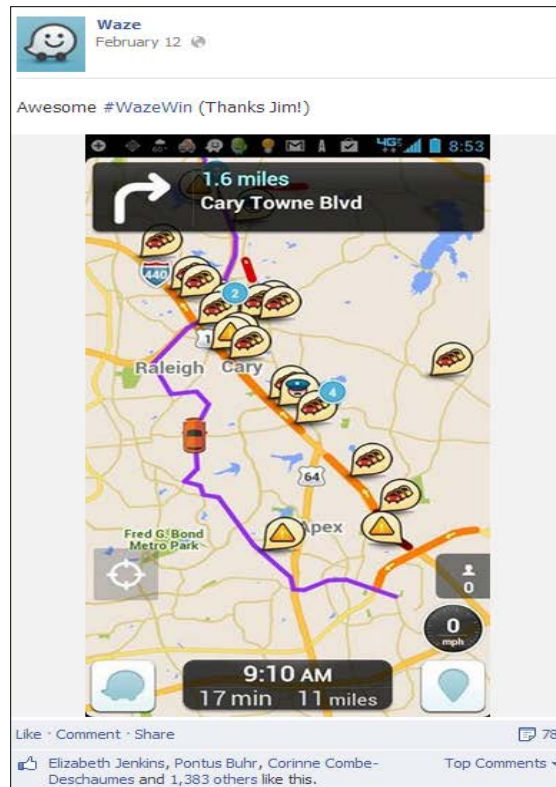 Waze
February 12
Awesome #WazeWin (Thanks Jim!)
60°
4G
8:53
1.6 miles
Cary Towne Blvd
440
2
1
Raleigh Cary
4
64
Apex
Fred G. Bond
Metro Park
0
0
mph
9:10 AM
17 min 11 miles
Like · Comment · Share 78
Elizabeth Jenkins, Pontus Buhr, Corinne Combe-
Deschaumes and 1,383 others like this.
Top Comments